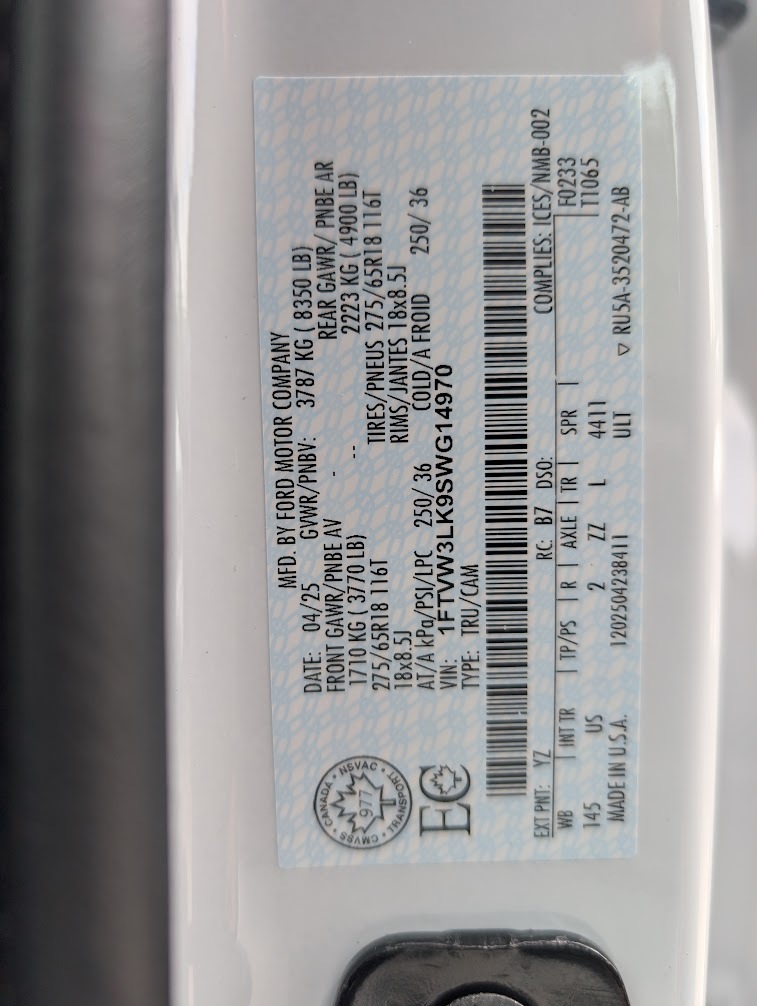 MFD. BY FORD MOTOR COMPANY
DATE: 04/25 GVWR/PNBV: 3787 KG ( 8350 LB)
FRONT GAWR/PNBE AV - REAR GAWR/ PNBE AR
1710 KG ( 3770 LB) -- 2223 KG ( 4900 LB)
275/65R18 116T TIRES/PNEUS 275/65R18 116T
18x8.5J RIMS/JANTES 18x8.5J
AT/A kPa/PSI/LPC 250/ 36 COLD/A FROID 250/ 36
VIN: 1FTVW3LK9SWG14970
TYPE: TRU/CAM
CANADA • NSVAC • TRANSPORT • CMVSS •
977
EC
EXT PNT: YZ RC: B7 DSO: COMPLIES: ICES/NMB-002
WB | INT TR | TP/PS | R | AXLE | TR | SPR | F0233
145 US 2 ZZ L 4411 T1065
ULT
MADE IN U.S.A. 1202504238411 ▽ RU5A-3520472-AB